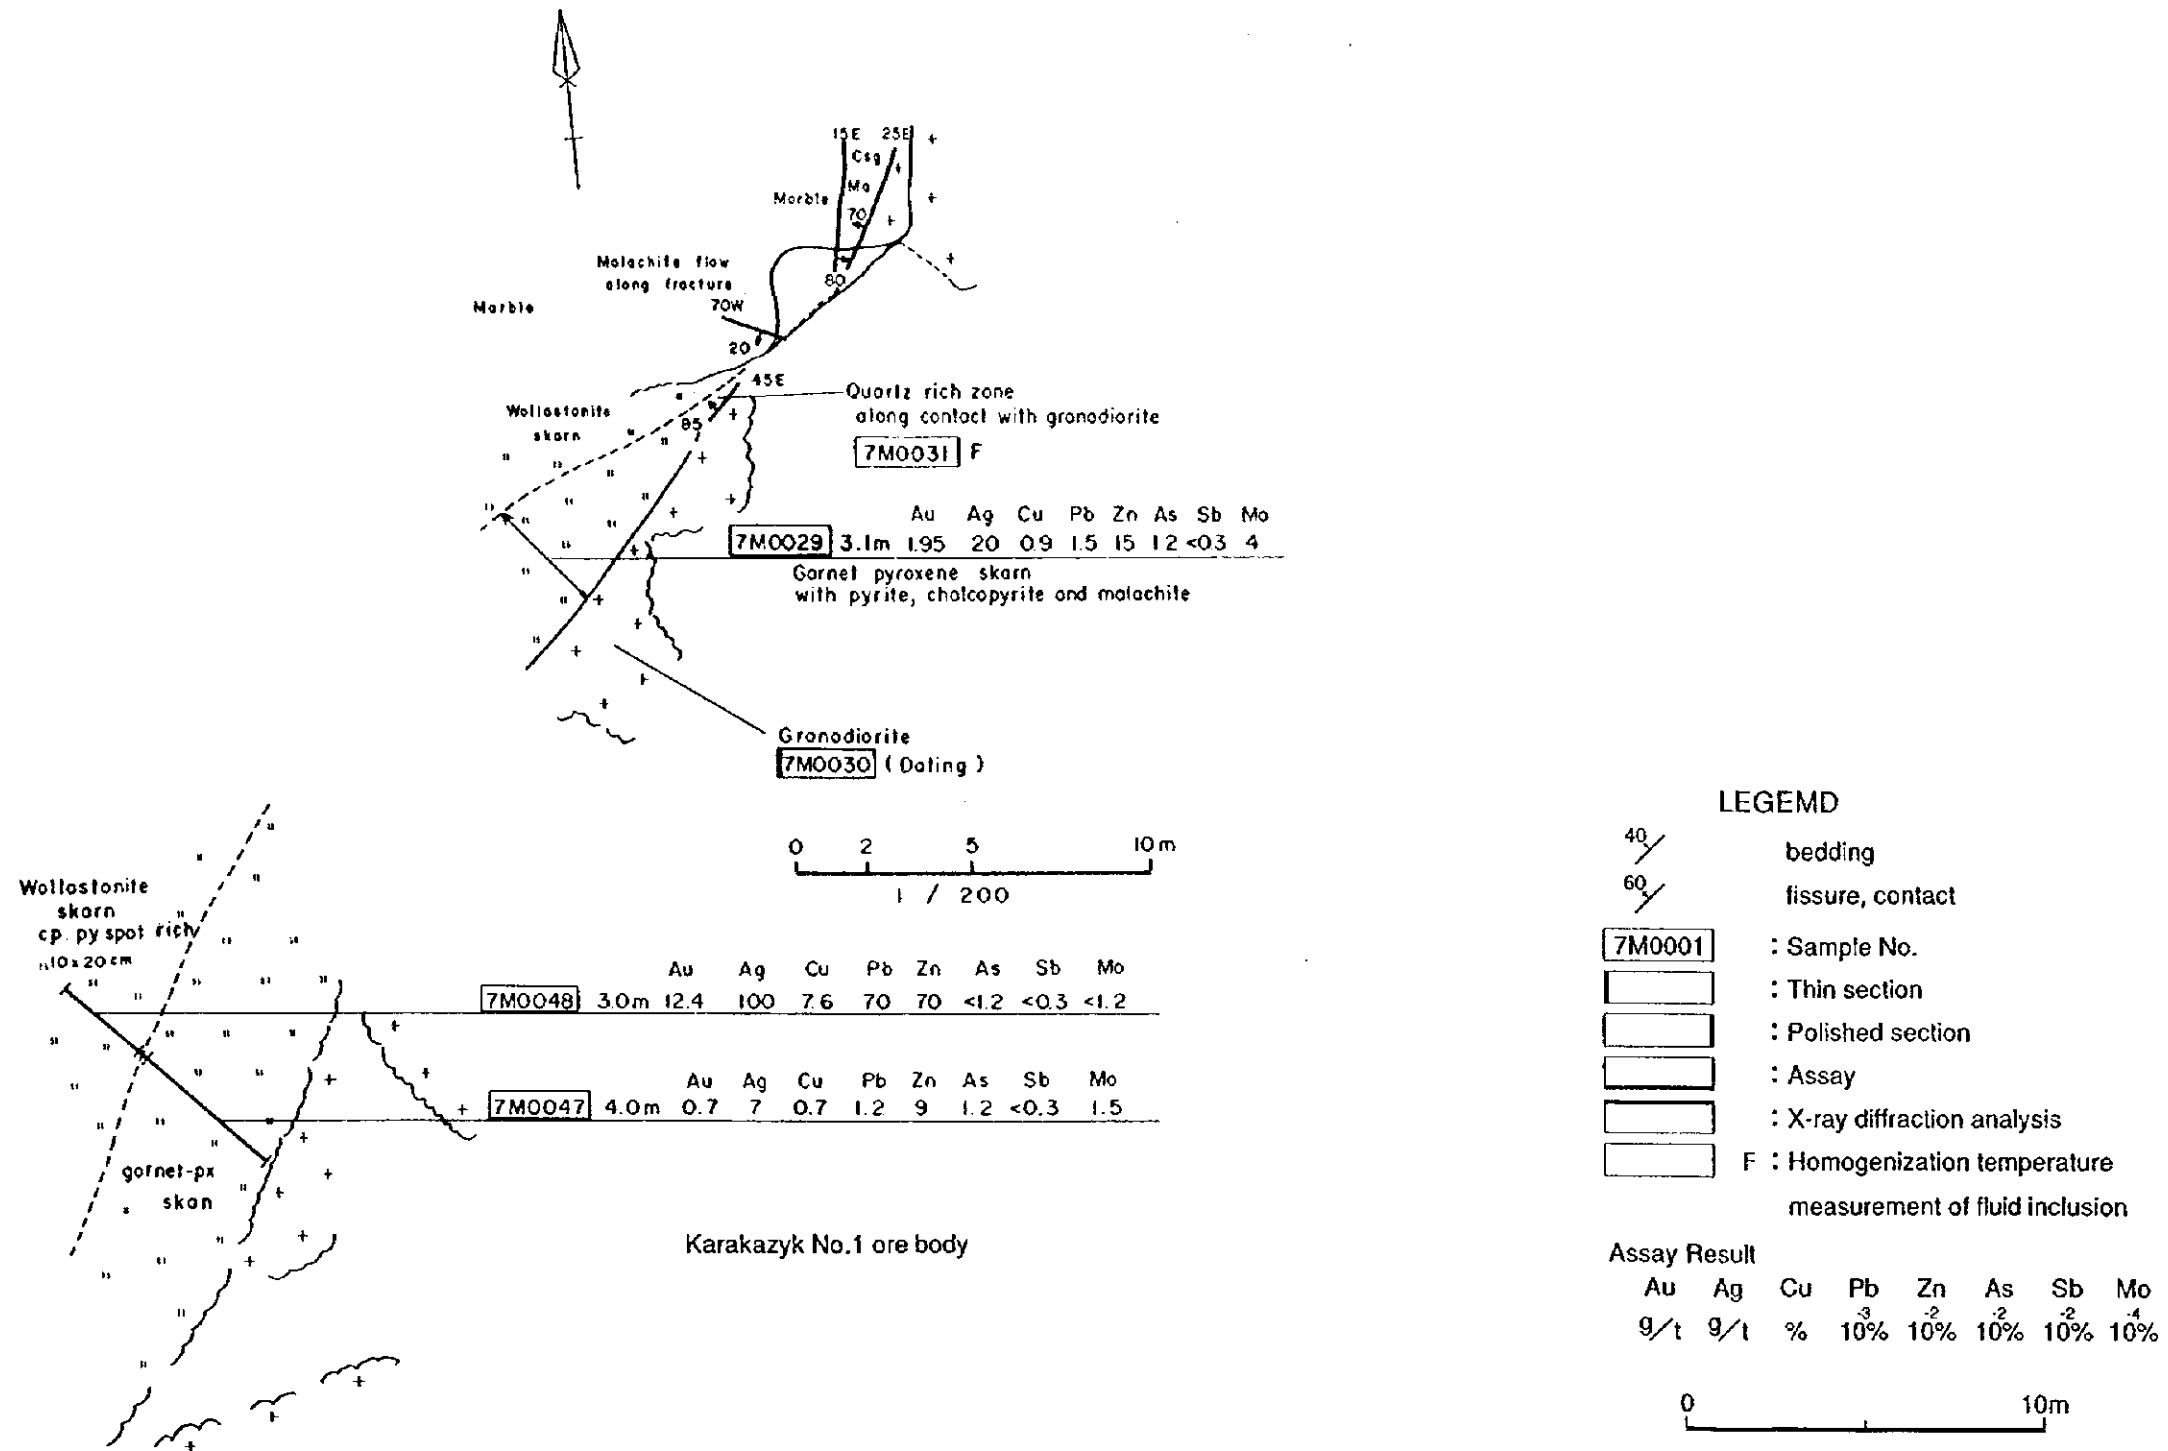 15E 25E
Csg
Marble Ma
70
Malachite flow
along fracture
80
70W
Marble
20
45E
Quartz rich zone
along contact with granodiorite
Wollastonite
skarn
85
7M0031 F
Au Ag Cu Pb Zn As Sb Mo
7M0029 3.1m 1.95 20 0.9 1.5 15 12 <0.3 4
Garnet pyroxene skarn
with pyrite, chalcopyrite and malachite
Granodiorite
7M0030 ( Dating )
0 2 5 10m
1 / 200
Wollastonite
skarn
cp. py spot rich
10x20cm
Au Ag Cu Pb Zn As Sb Mo
7M0048 3.0m 12.4 100 7.6 70 70 <1.2 <0.3 <1.2
Au Ag Cu Pb Zn As Sb Mo
7M0047 4.0m 0.7 7 0.7 1.2 9 1.2 <0.3 1.5
garnet-px
skan
Karakazyk No.1 ore body
LEGEMD
40 bedding
60 fissure, contact
7M0001 : Sample No.
: Thin section
: Polished section
: Assay
: X-ray diffraction analysis
F : Homogenization temperature
measurement of fluid inclusion
Assay Result
Au Ag Cu Pb Zn As Sb Mo
g/t g/t % 10-3% 10-2% 10-2% 10-2% 10-4%
0 10m